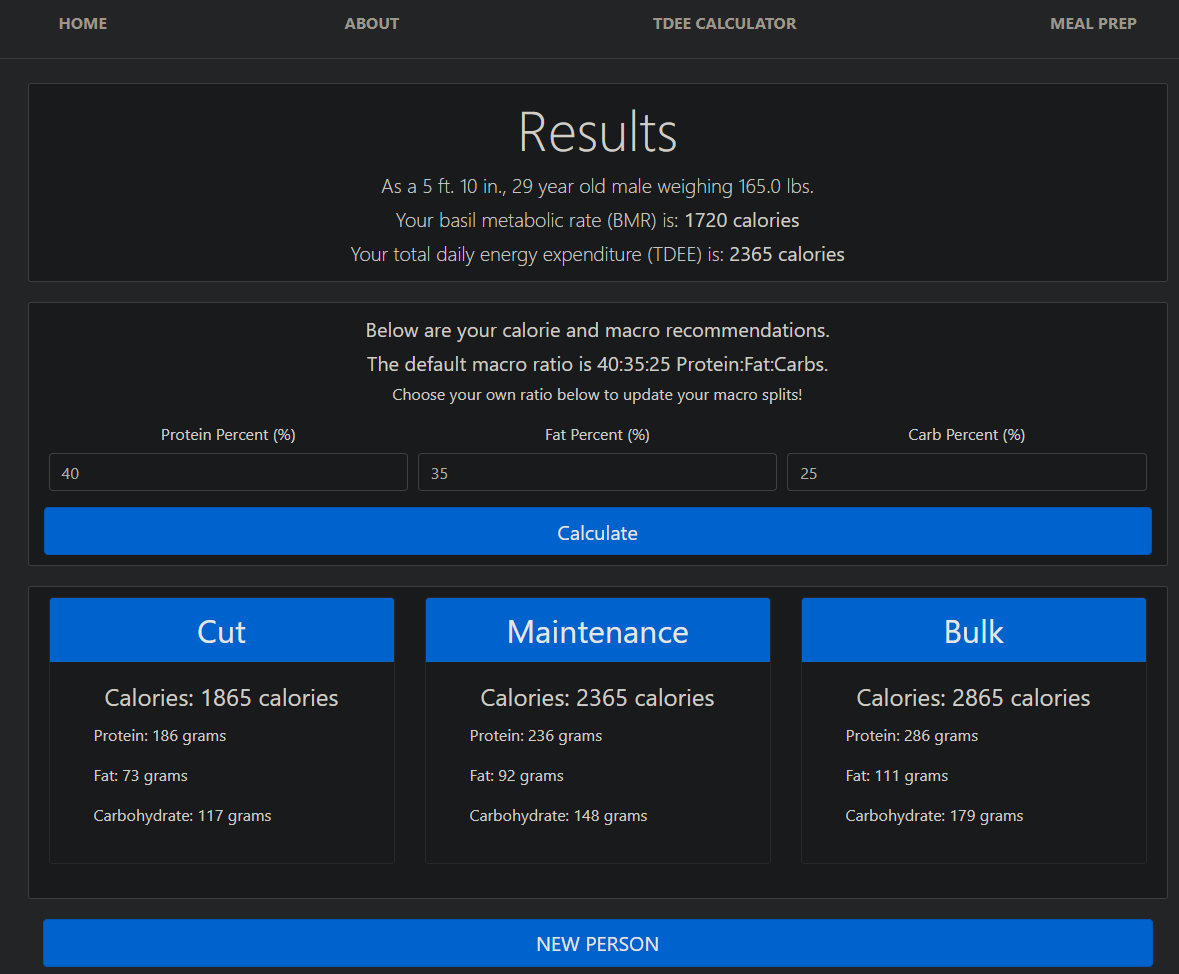 HOME ABOUT TDEE CALCULATOR MEAL PREP
Results
As a 5 ft. 10 in., 29 year old male weighing 165.0 lbs.
Your basil metabolic rate (BMR) is: 1720 calories
Your total daily energy expenditure (TDEE) is: 2365 calories
Below are your calorie and macro recommendations.
The default macro ratio is 40:35:25 Protein:Fat:Carbs.
Choose your own ratio below to update your macro splits!
Protein Percent (%) Fat Percent (%) Carb Percent (%)
40 35 25
Calculate
Cut Maintenance Bulk
Calories: 1865 calories Calories: 2365 calories Calories: 2865 calories
Protein: 186 grams Protein: 236 grams Protein: 286 grams
Fat: 73 grams Fat: 92 grams Fat: 111 grams
Carbohydrate: 117 grams Carbohydrate: 148 grams Carbohydrate: 179 grams
NEW PERSON